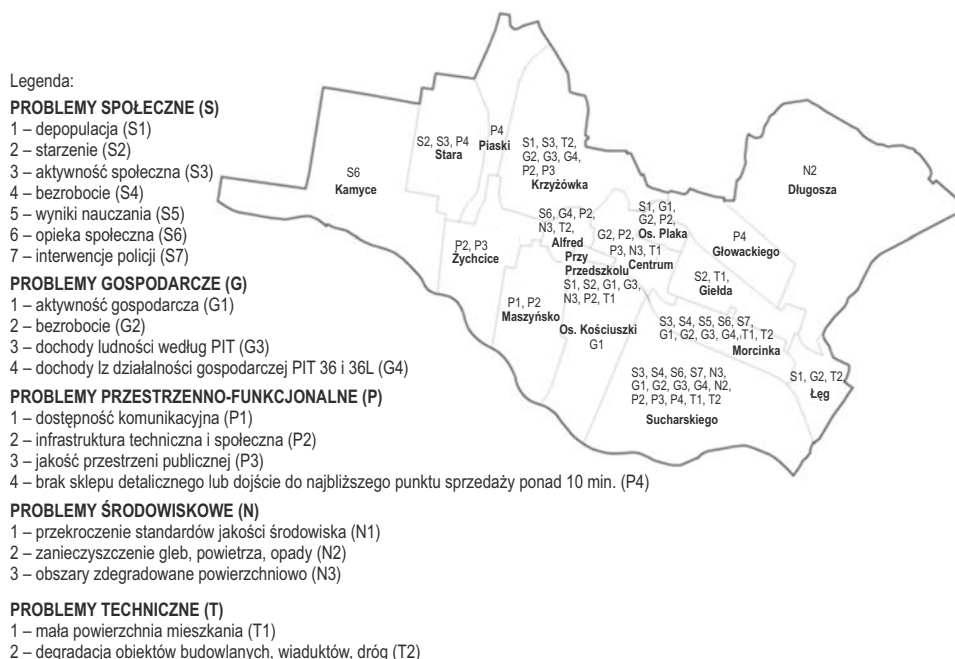 Legenda:
PROBLEMY SPOŁECZNE (S)
1 – depopulacja (S1)
2 – starzenie (S2)
3 – aktywność społeczna (S3)
4 – bezrobocie (S4)
5 – wyniki nauczania (S5)
6 – opieka społeczna (S6)
7 – interwencje policji (S7)
PROBLEMY GOSPODARCZE (G)
1 – aktywność gospodarcza (G1)
2 – bezrobocie (G2)
3 – dochody ludności według PIT (G3)
4 – dochody Iz działalności gospodarczej PIT 36 i 36L (G4)
PROBLEMY PRZESTRZENNO-FUNKCJONALNE (P)
1 – dostępność komunikacyjna (P1)
2 – infrastruktura techniczna i społeczna (P2)
3 – jakość przestrzeni publicznej (P3)
4 – brak sklepu detalicznego lub dojście do najbliższego punktu sprzedaży ponad 10 min. (P4)
PROBLEMY ŚRODOWISKOWE (N)
1 – przekroczenie standardów jakości środowiska (N1)
2 – zanieczyszczenie gleb, powietrza, opady (N2)
3 – obszary zdegradowane powierzchniowo (N3)
PROBLEMY TECHNICZNE (T)
1 – mała powierzchnia mieszkania (T1)
2 – degradacja obiektów budowlanych, wiaduktów, dróg (T2)
S6
Kamyce
S2, S3, P4
Stara
P4
Piaski
S1, S3, T2,
G2, G3, G4,
P2, P3
Krzyżówka
N2
Długosza
P2, P3
Żychcice
S6, G4, P2,
N3, T2,
Alfred
Przy
Przedszkolu
S1, S2, G1, G3,
N3, P2, T1
S1, G1,
G2, P2,
Os. Plaka
G2, P2,
P3, N3, T1
Centrum
P4
Głowackiego
S2, T1,
Giełda
P1, P2
Maszyńsko
Os. Kościuszki
G1
S3, S4, S5, S6, S7,
G1, G2, G3, G4, T1, T2
Morcinka
S3, S4, S6, S7, N3,
G1, G2, G3, G4, N2,
P2, P3, P4, T1, T2
Sucharskiego
S1, G2, T2
Łęg